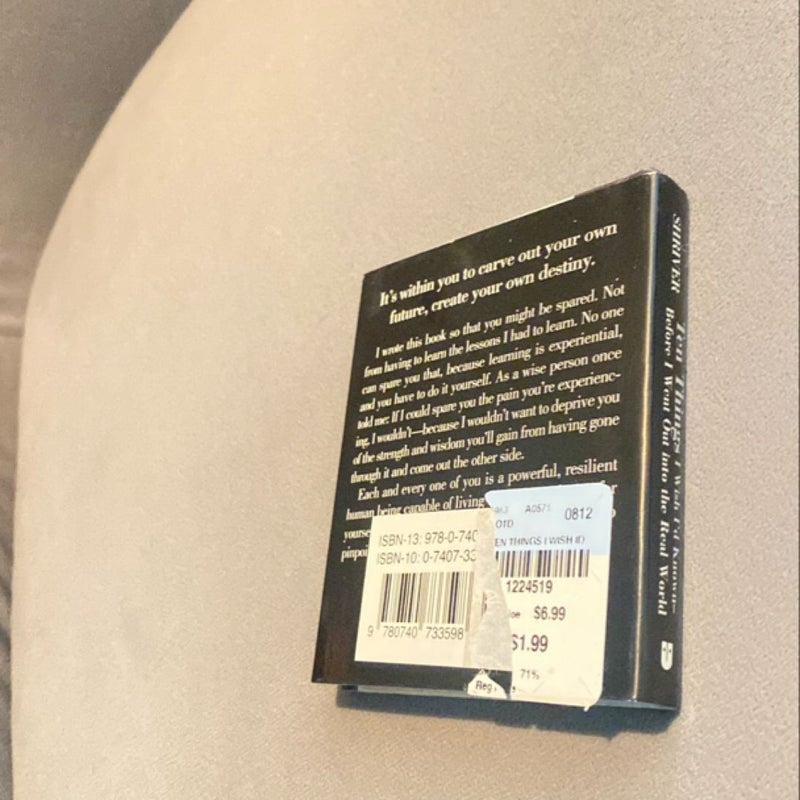 It's within you to carve out your own
future, create your own destiny.
I wrote this book so that you might be spared. Not
from having to learn the lessons I had to learn. No one
can spare you that, because learning is experiential,
and you have to do it yourself. As a wise person once
told me: If I could spare you the pain you're experienc-
ing, I wouldn't—because I wouldn't want to deprive you
of the strength and wisdom you'll gain from having gone
through it and come out the other side.
Each and every one of you is a powerful, resilient
human being capable of living
yourse
pinpoi
ISBN-13: 978-0-740
ISBN-10: 0-7407-33
9 780740 733598
A0571 0812
OTD
EN THINGS I WISH I(
1224519
$6.99
$1.99
71%
Reg
SHRIVER
Ten Things I Wish I'd Known—
Before I Went Out into the Real World